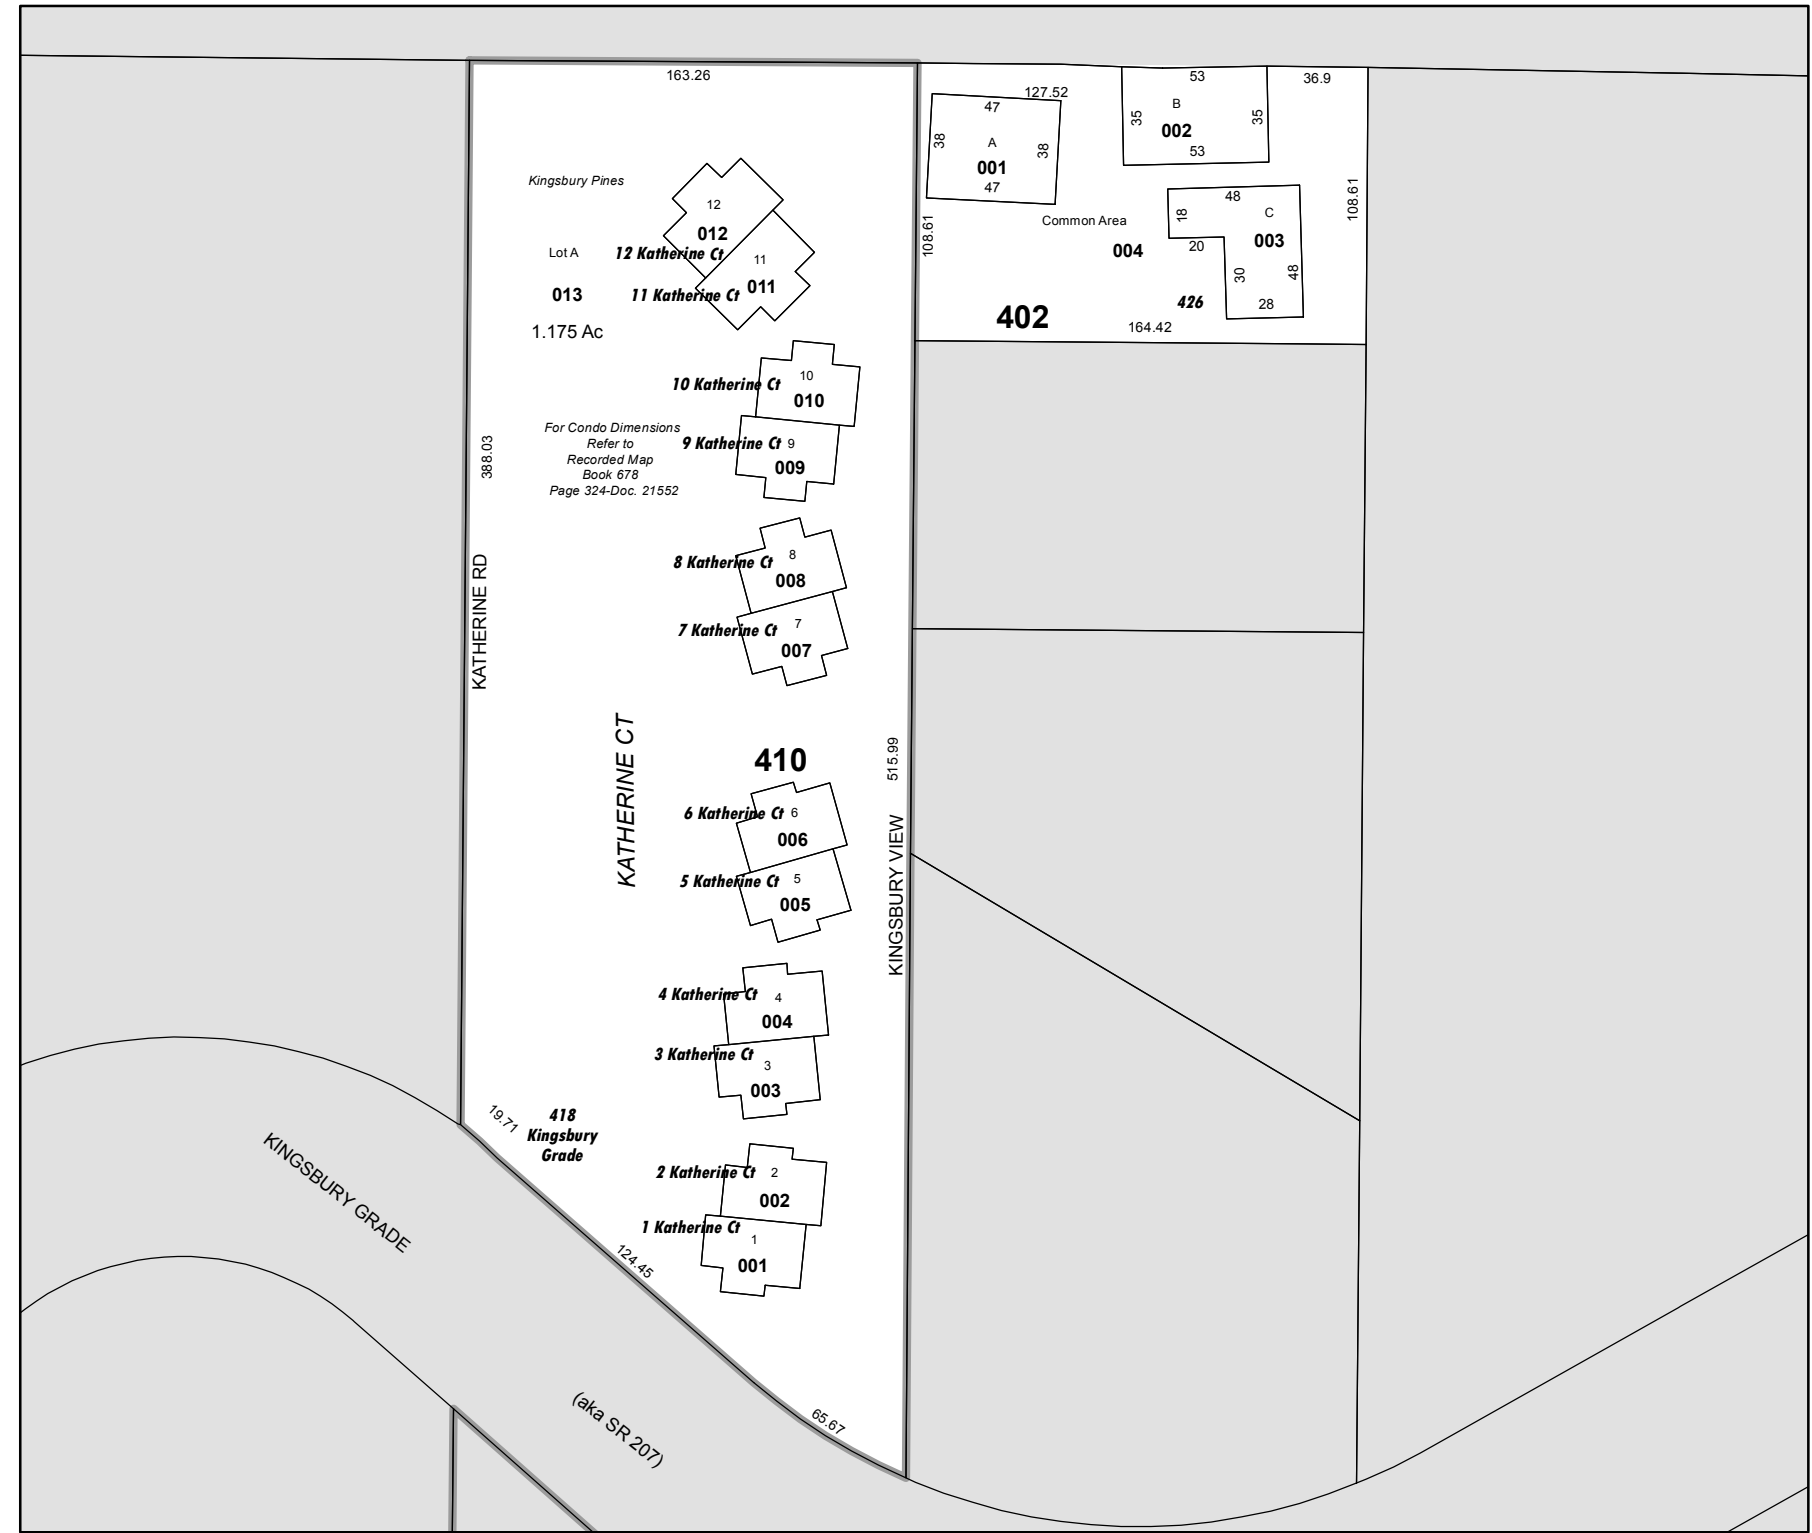 163.26
Kingsbury Pines
12
012
12 Katherine Ct
Lot A
11
011
013
11 Katherine Ct
1.175 Ac
10
10 Katherine Ct
010
For Condo Dimensions
Refer to
Recorded Map
Book 678
Page 324-Doc. 21552
388.03
9 Katherine Ct
9
009
8
8 Katherine Ct
008
7
7 Katherine Ct
007
KATHERINE RD
KATHERINE CT
410
515.99
KINGSBURY VIEW
6 Katherine Ct
6
006
5 Katherine Ct
5
005
4 Katherine Ct
4
004
3 Katherine Ct
3
003
19.71
418
Kingsbury
Grade
2 Katherine Ct
2
002
1 Katherine Ct
1
001
124.45
65.67
KINGSBURY GRADE
(aka SR 207)
127.52
47
38
A
38
001
47
53
36.9
B
35
35
002
53
108.61
108.61
Common Area
004
48
18
C
003
20
30
48
28
426
402
164.42